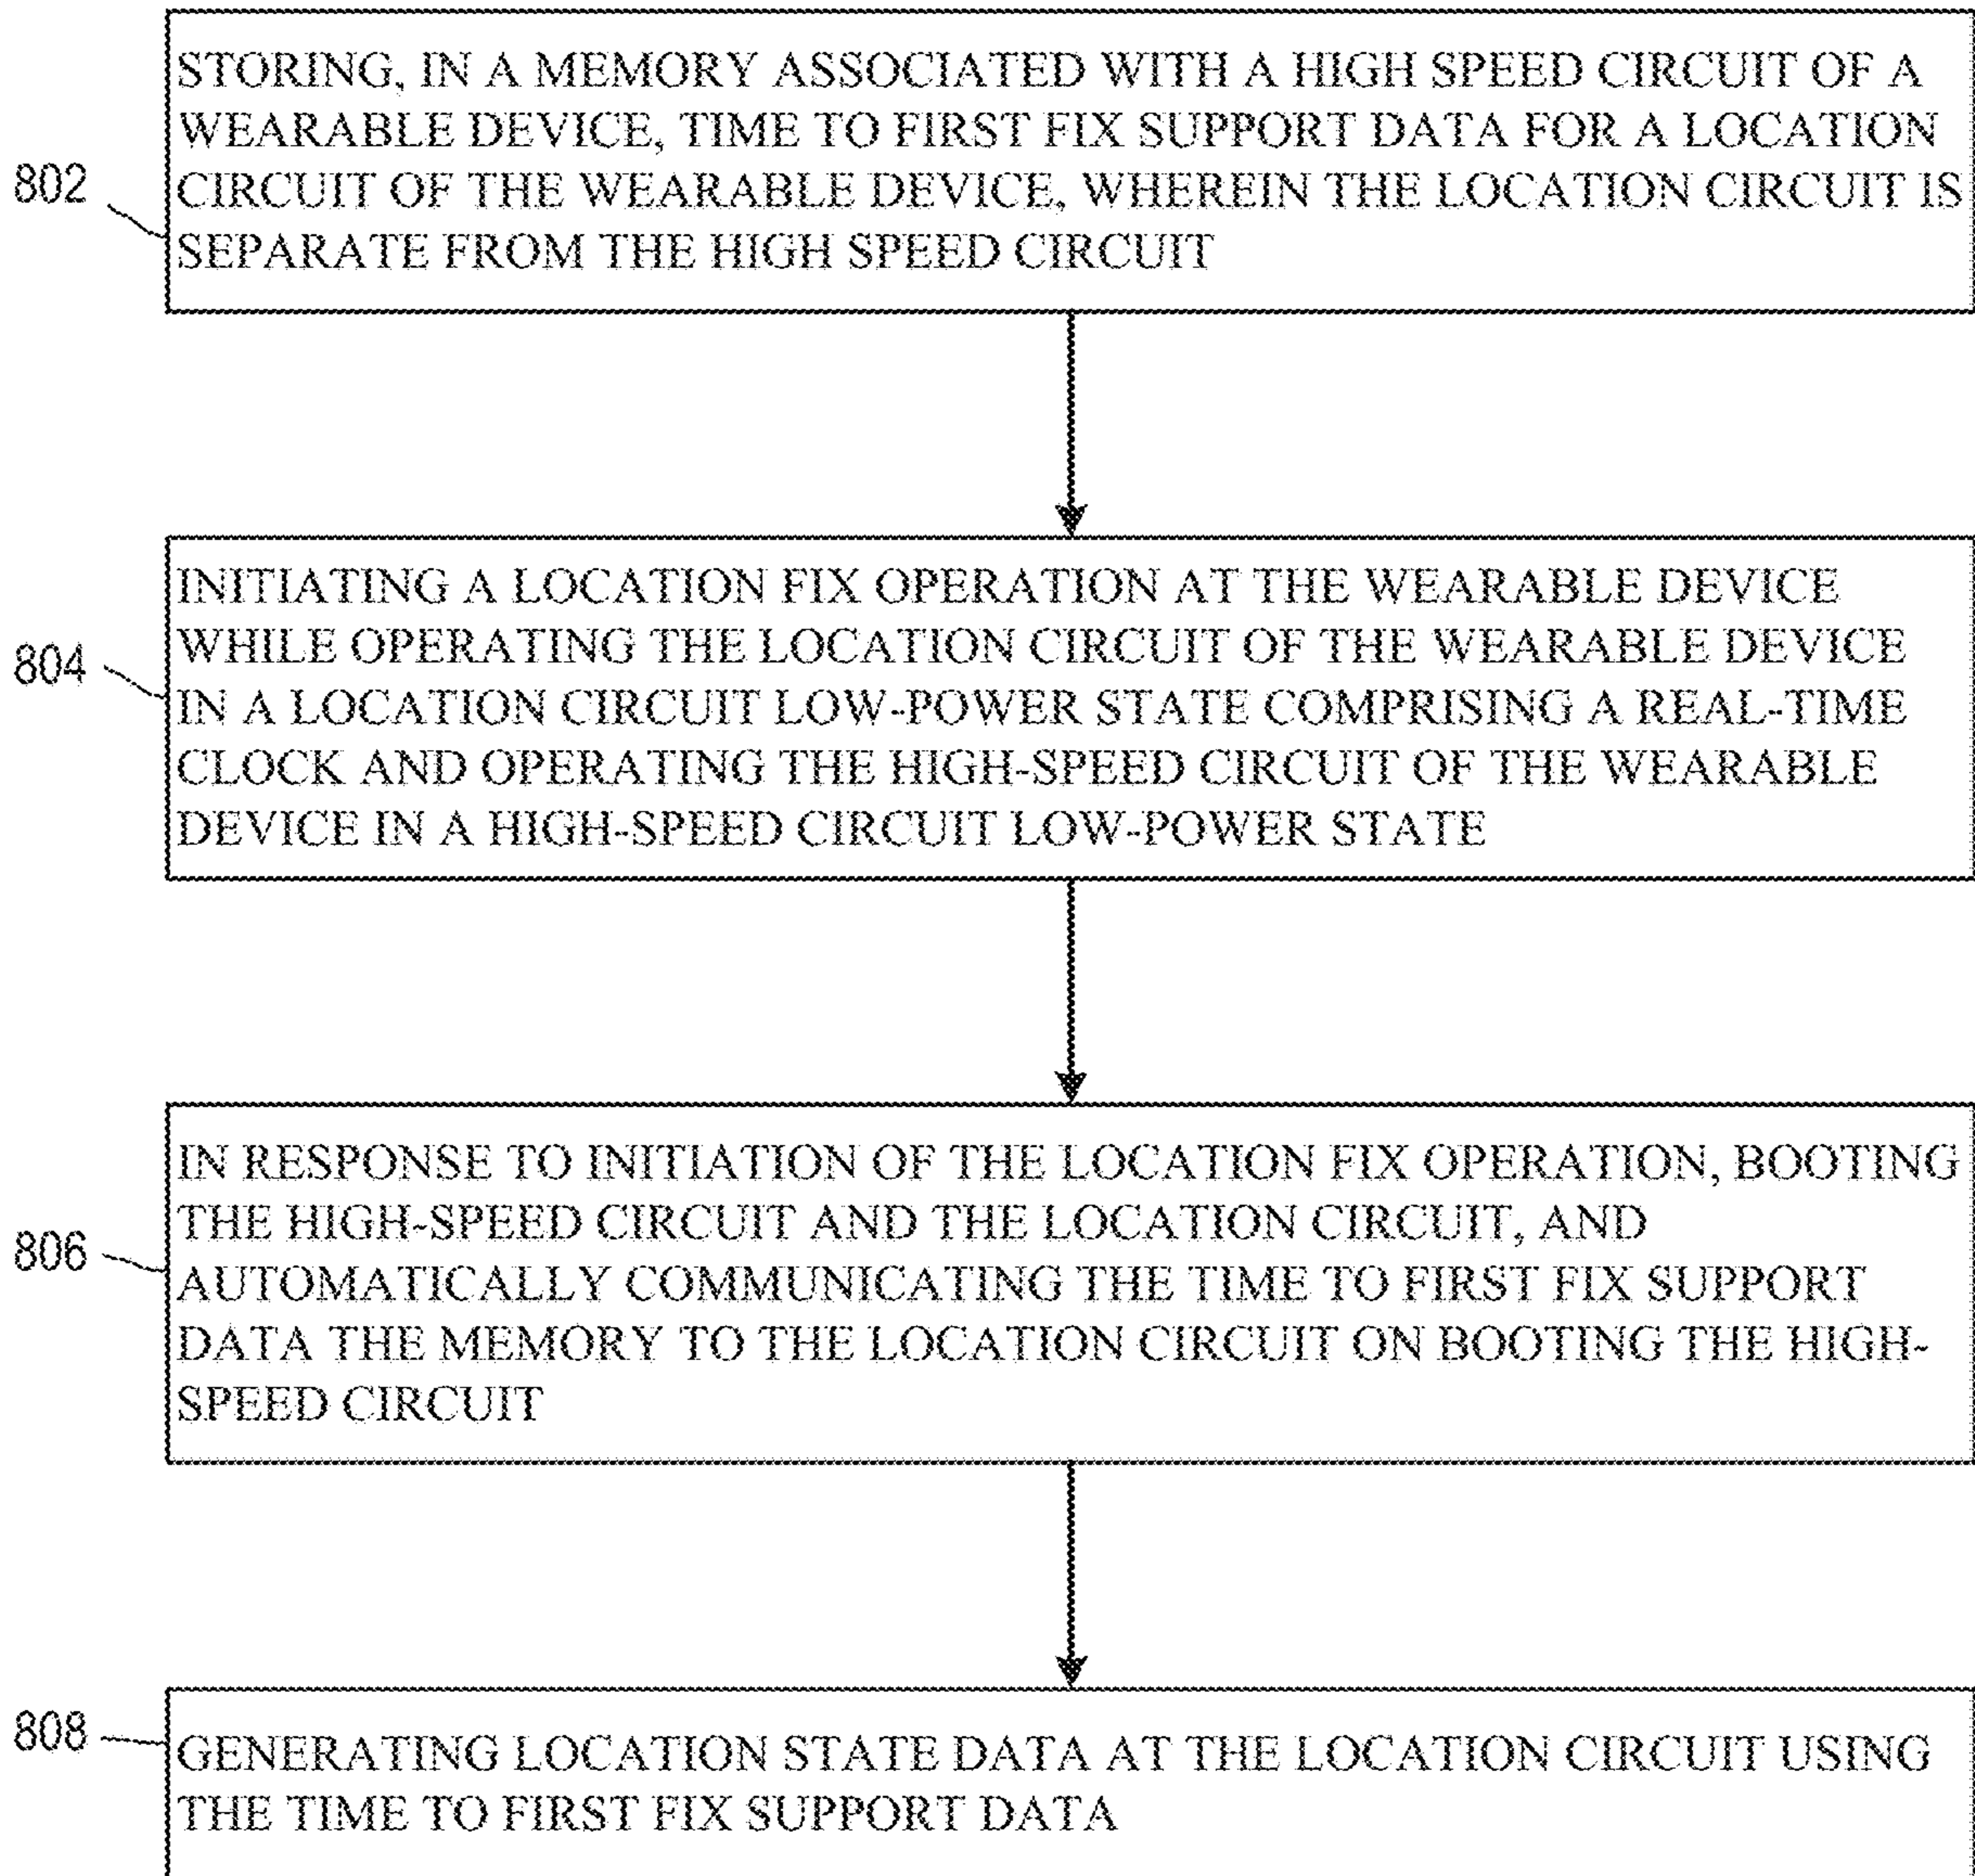 STORING, IN A MEMORY ASSOCIATED WITH A HIGH SPEED CIRCUIT OF A
WEARABLE DEVICE, TIME TO FIRST FIX SUPPORT DATA FOR A LOCATION
CIRCUIT OF THE WEARABLE DEVICE, WHEREIN THE LOCATION CIRCUIT IS
SEPARATE FROM THE HIGH SPEED CIRCUIT
802
INITIATING A LOCATION FIX OPERATION AT THE WEARABLE DEVICE
WHILE OPERATING THE LOCATION CIRCUIT OF THE WEARABLE DEVICE
IN A LOCATION CIRCUIT LOW-POWER STATE COMPRISING A REAL-TIME
CLOCK AND OPERATING THE HIGH-SPEED CIRCUIT OF THE WEARABLE
DEVICE IN A HIGH-SPEED CIRCUIT LOW-POWER STATE
804
IN RESPONSE TO INITIATION OF THE LOCATION FIX OPERATION, BOOTING
THE HIGH-SPEED CIRCUIT AND THE LOCATION CIRCUIT, AND
AUTOMATICALLY COMMUNICATING THE TIME TO FIRST FIX SUPPORT
DATA THE MEMORY TO THE LOCATION CIRCUIT ON BOOTING THE HIGH-
SPEED CIRCUIT
806
GENERATING LOCATION STATE DATA AT THE LOCATION CIRCUIT USING
THE TIME TO FIRST FIX SUPPORT DATA
808